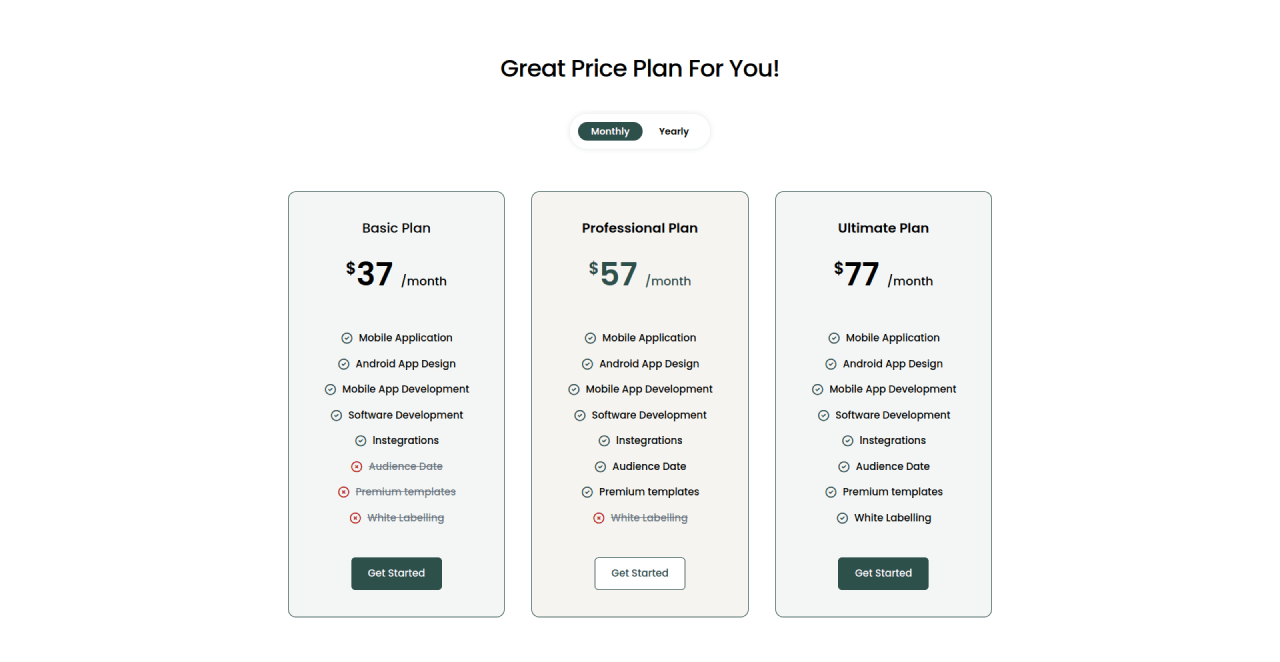 Great Price Plan For You!
Monthly Yearly
Basic Plan
$37 /month
Mobile Application
Android App Design
Mobile App Development
Software Development
Instegrations
Audience Date
Premium templates
White Labelling
Get Started
Professional Plan
$57 /month
Mobile Application
Android App Design
Mobile App Development
Software Development
Instegrations
Audience Date
Premium templates
White Labelling
Get Started
Ultimate Plan
$77 /month
Mobile Application
Android App Design
Mobile App Development
Software Development
Instegrations
Audience Date
Premium templates
White Labelling
Get Started